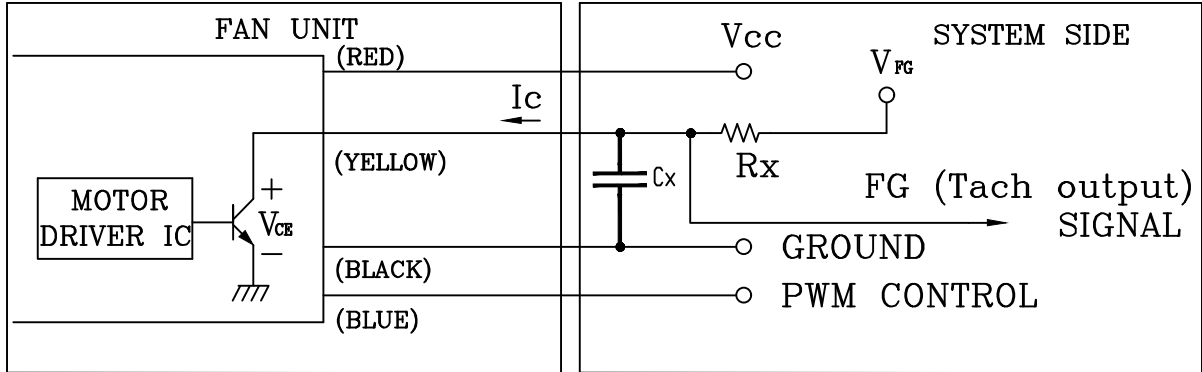 FAN UNIT
(RED)
Ic
(YELLOW)
MOTOR
DRIVER IC
+
VCE
−
(BLACK)
(BLUE)
SYSTEM SIDE
Vcc
VFG
Rx
Cx
FG (Tach output)
SIGNAL
GROUND
PWM CONTROL